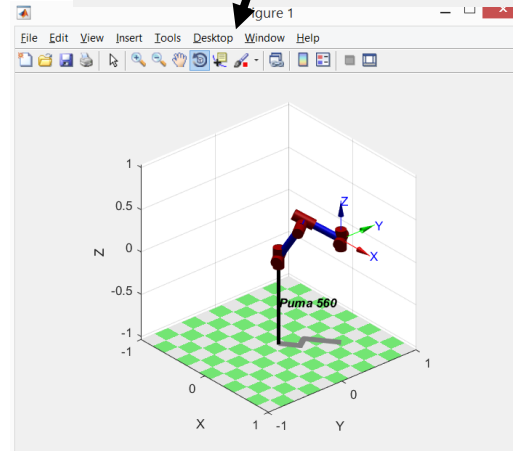 igure 1
File Edit View Insert Tools Desktop Window Help
1
0.5
0
-0.5
-1
Z
Z
Y
X
Puma 560
-1
0
1
X
-1
0
1
Y